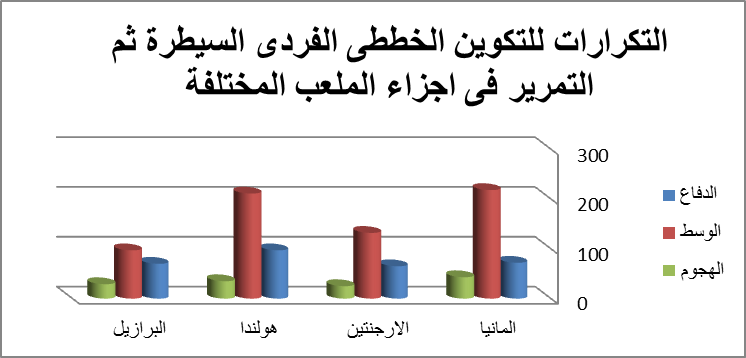 التكرارات للتكوين الخططى الفردى السيطرة ثم
التمرير فى اجزاء الملعب المختلفة
300
200
100
0
الدفاع
الوسط
الهجوم
المانيا
الارجنتين
هولندا
البرازيل